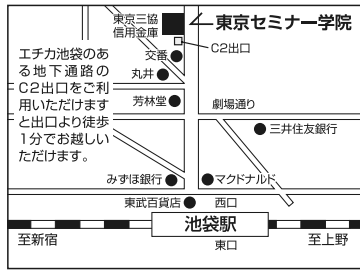 東京三協
信用金庫
東京セミナー学院
C2出口
交番
エチカ池袋のあ
る地下通路の
C2出口をご利
用いただけます
と出口より徒歩
1分でお越しい
ただけます。
丸井
芳林堂
劇場通り
三井住友銀行
みずほ銀行
マクドナルド
東武百貨店
西口
池袋駅
至新宿
東口
至上野